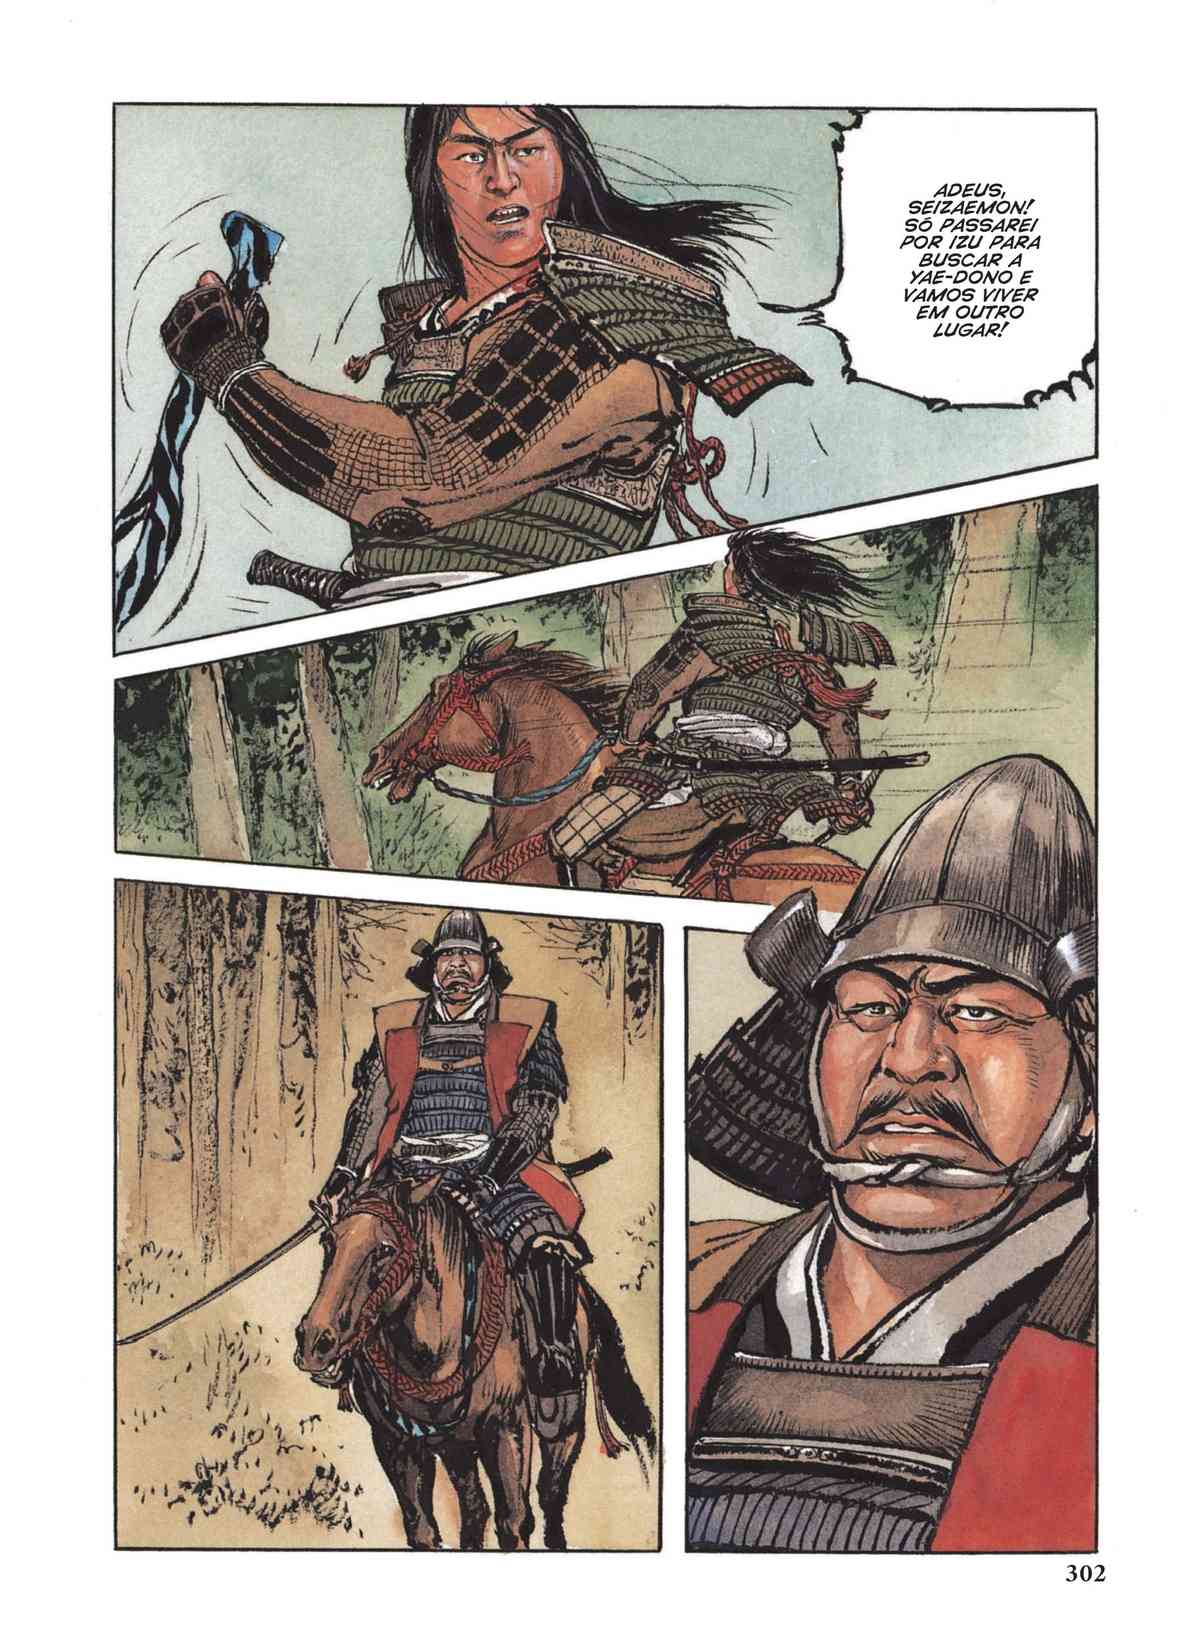 ADEUS,
SEIZAEMON!
SÓ PASSAREI
POR IZU PARA
BUSCAR A
YAE-DONO E
VAMOS VIVER
EM OUTRO
LUGAR!
302